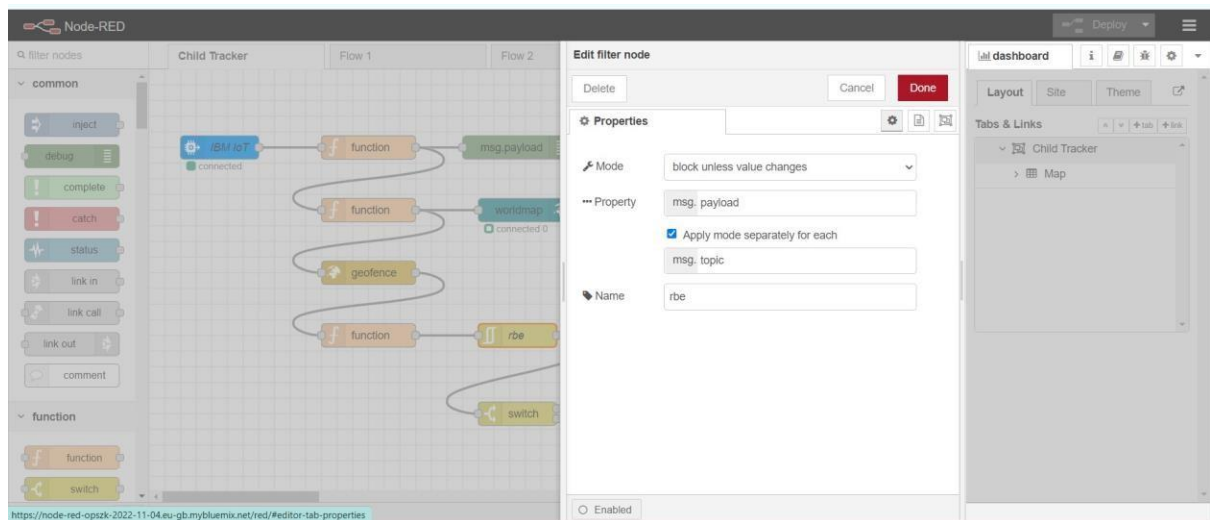 Node-RED
Deploy
filter nodes
Child Tracker
Flow 1
Flow 2
Edit filter node
dashboard
i
common
Delete
Cancel
Done
Layout
Site
Theme
Properties
Tabs & Links
tab
link
inject
IBM IoT
function
msg.payload
Child Tracker
debug
connected
Mode
block unless value changes
Map
complete
Property
msg. payload
catch
function
worldmap
connected 0
Apply mode separately for each
status
msg. topic
link in
geofence
Name
rbe
link call
function
rbe
link out
comment
switch
function
function
switch
Enabled
https://node-red-opszk-2022-11-04.eu-gb.mybluemix.net/red/#editor-tab-properties